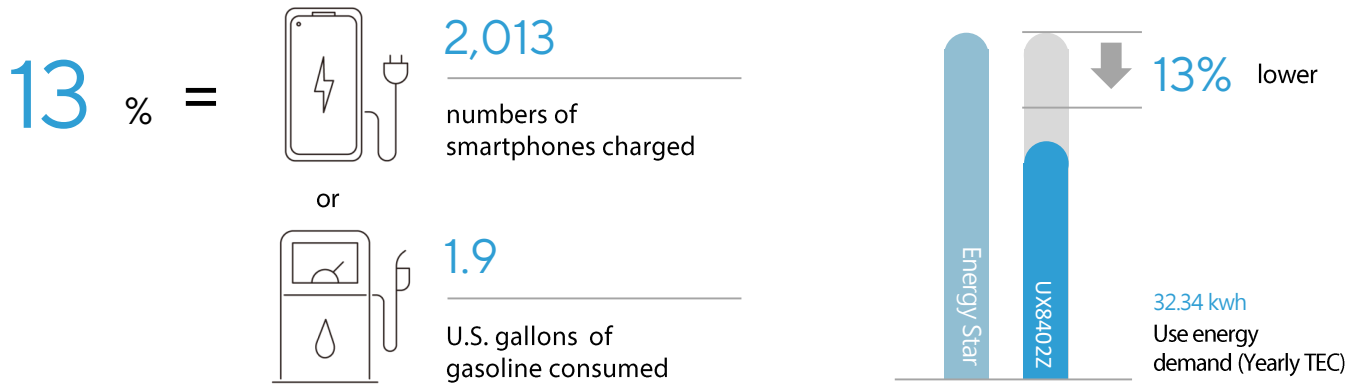 13 % =
2,013
numbers of
smartphones charged
or
1.9
U.S. gallons of
gasoline consumed
Energy Star
UX8402Z
13% lower
32.34 kwh
Use energy
demand (Yearly TEC)